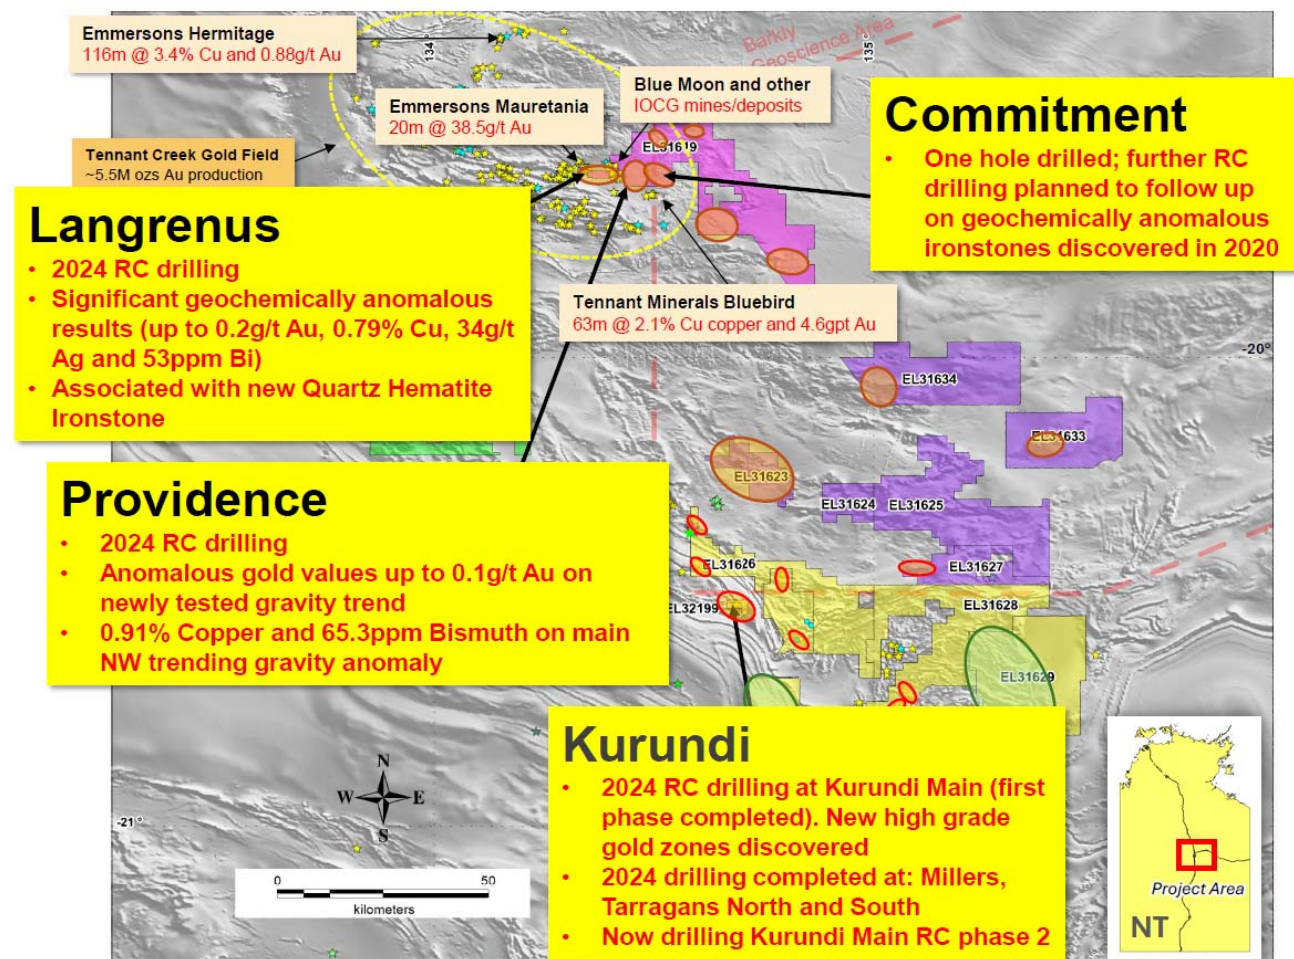 Emmersons Hermitage
116m @ 3.4% Cu and 0.88g/t Au
134°
Barkly
Geoscience Area
135°
Emmersons Mauretania
20m @ 38.5g/t Au
Blue Moon and other
IOCG mines/deposits
Tennant Creek Gold Field
~5.5M ozs Au production
EL31619
Commitment
• One hole drilled; further RC
drilling planned to follow up
on geochemically anomalous
ironstones discovered in 2020
Langrenus
• 2024 RC drilling
• Significant geochemically anomalous
results (up to 0.2g/t Au, 0.79% Cu, 34g/t
Ag and 53ppm Bi)
• Associated with new Quartz Hematite
Ironstone
Tennant Minerals Bluebird
63m @ 2.1% Cu copper and 4.6gpt Au
-20°
EL31634
EL31633
EL31623
EL31624
EL31625
EL31626
EL31627
EL31628
EL32199
EL31629
Providence
• 2024 RC drilling
• Anomalous gold values up to 0.1g/t Au on
newly tested gravity trend
• 0.91% Copper and 65.3ppm Bismuth on main
NW trending gravity anomaly
Kurundi
• 2024 RC drilling at Kurundi Main (first
phase completed). New high grade
gold zones discovered
• 2024 drilling completed at: Millers,
Tarragans North and South
• Now drilling Kurundi Main RC phase 2
N
W
E
S
-21°
0
50
kilometers
Project Area
NT